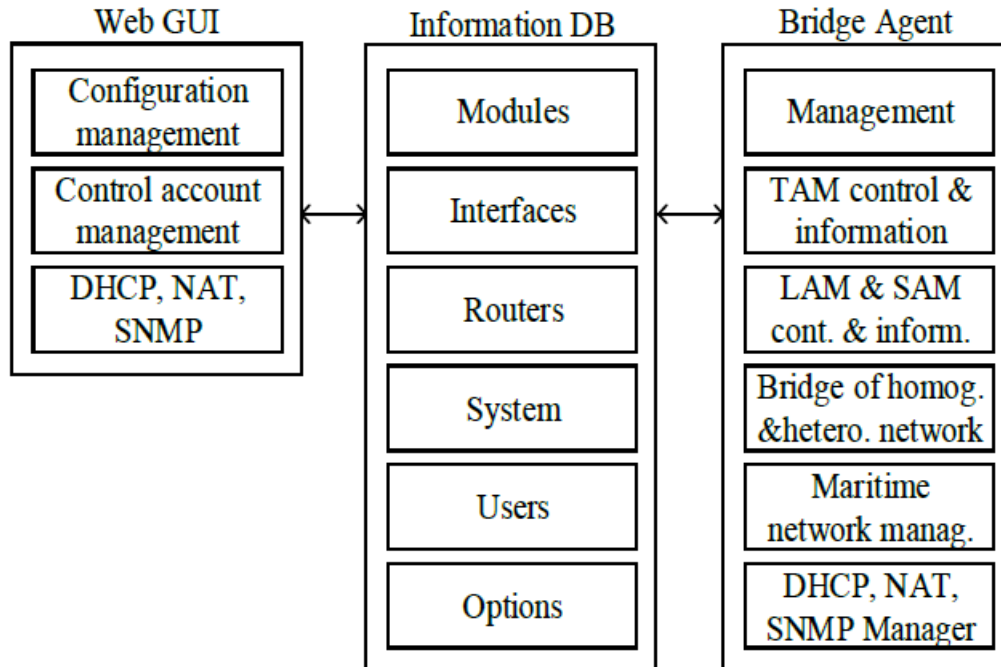 Web GUI
Configuration
management
Control account
management
DHCP, NAT,
SNMP
Information DB
Modules
Interfaces
Routers
System
Users
Options
Bridge Agent
Management
TAM control &
information
LAM & SAM
cont. & inform.
Bridge of homog.
&hetero. network
Maritime
network manag.
DHCP, NAT,
SNMP Manager